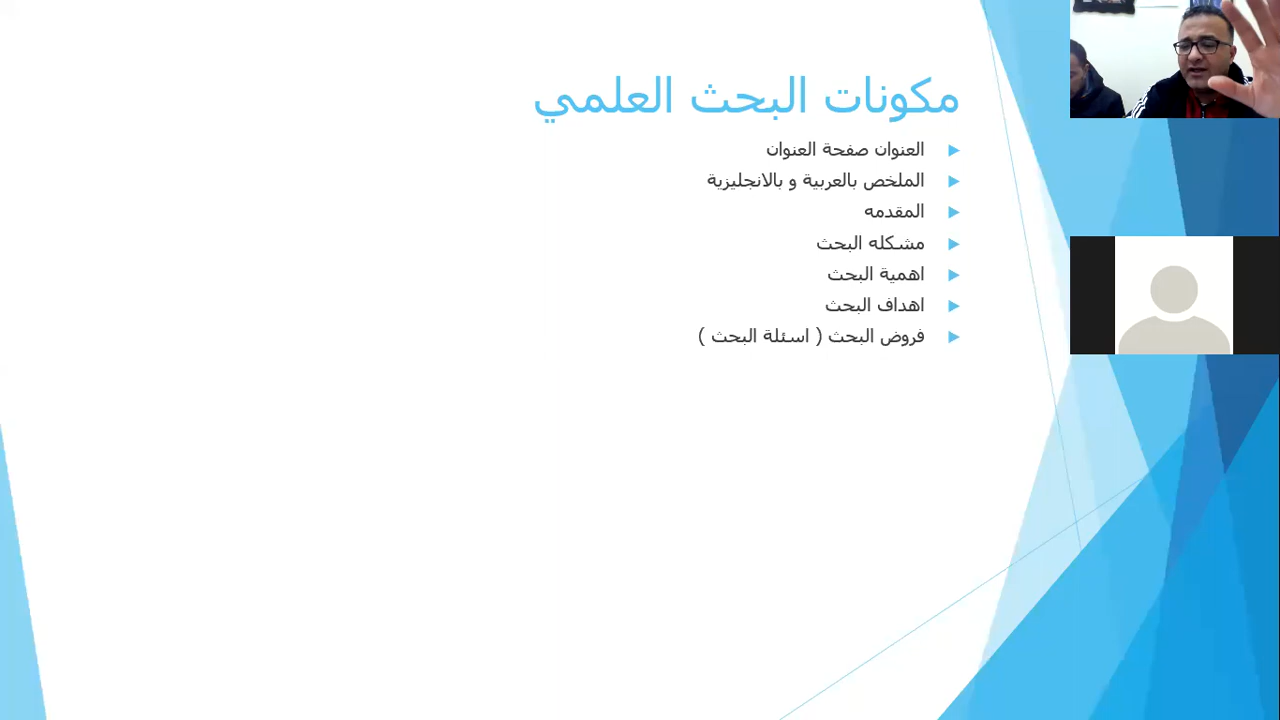 مكونات البحث العلمي
العنوان صفحة العنوان
الملخص بالعربية و بالانجليزية
المقدمه
مشكله البحث
اهمية البحث
اهداف البحث
فروض البحث ( اسئلة البحث )